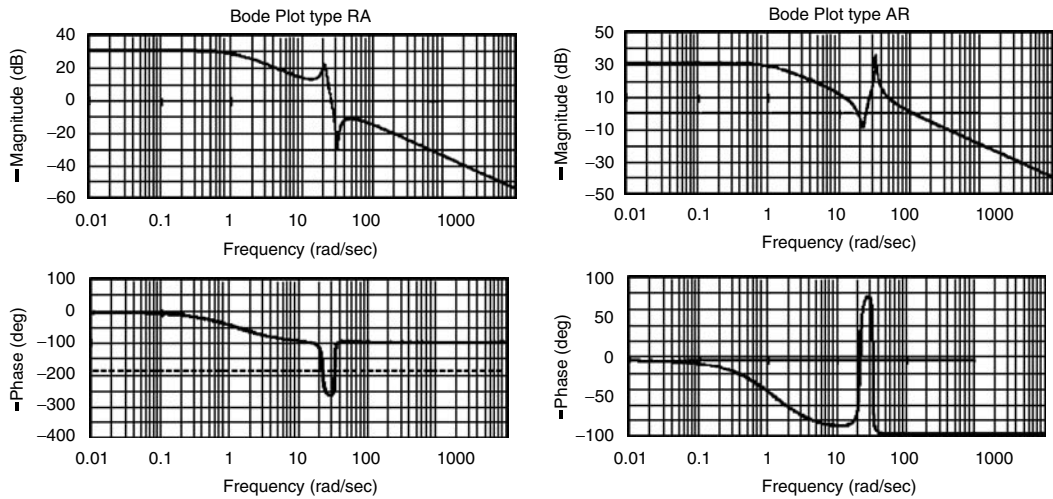 Bode Plot type RA
Magnitude (dB)
40
20
0
−20
−40
−60
0.01 0.1 1 10 100 1000
Frequency (rad/sec)
Bode Plot type AR
Magnitude (dB)
50
30
10
−10
−30
−50
0.01 0.1 1 10 100 1000
Frequency (rad/sec)
Phase (deg)
100
0
−100
−200
−300
−400
0.01 0.1 1 10 100 1000
Frequency (rad/sec)
Phase (deg)
100
50
0
−50
−100
0.01 0.1 1 10 100 1000
Frequency (rad/sec)